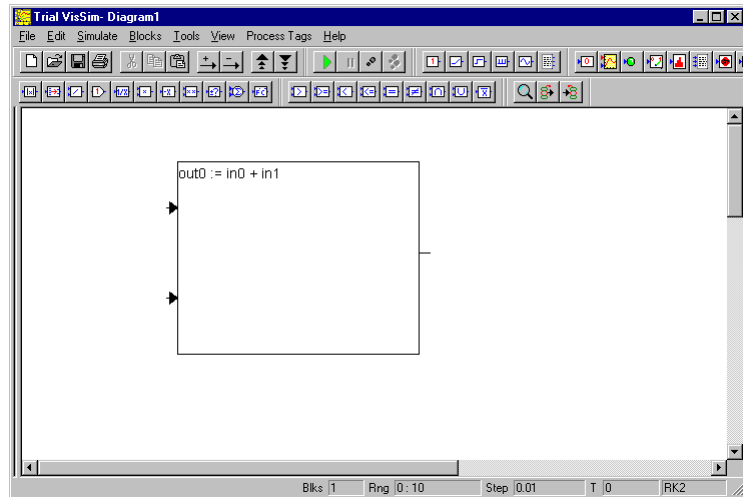 Trial VisSim- Diagram1
File Edit Simulate Blocks Tools View Process Tags Help
out0 := in0 + in1
Blks 1 Rng 0:10 Step 0.01 T 0 RK2